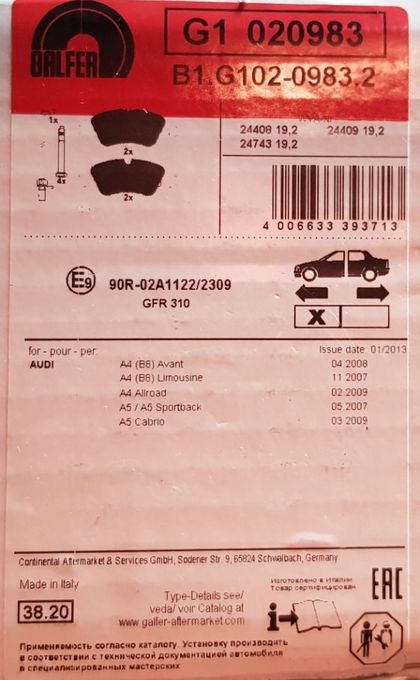 GALFER
G1 020983
B1.G102-0983.2
1x
2x
4x
2x
24408 19,2 24409 19,2
24743 19,2
4 006633 393713
E9
90R-02A1122/2309
GFR 310
X
for - pour - per:
Issue date: 01/2013
AUDI
A4 (B8) Avant 04.2008
A4 (B8) Limousine 11.2007
A4 Allroad 02.2009
A5 / A5 Sportback 05.2007
A5 Cabrio 03.2009
Continental Aftermarket & Services GmbH, Sodener Str. 9, 65824 Schwalbach, Germany
Made in Italy
38.20
Type-Details see/
veda/ voir Catalog at
www.galfer-aftermarket.com
Изготовлено в Италии
Товар сертифицирован
EAC
i
Применяемость согласно каталогу. Установку производить
в соответствии с технической документацией автомобиля
в специализированных мастерских